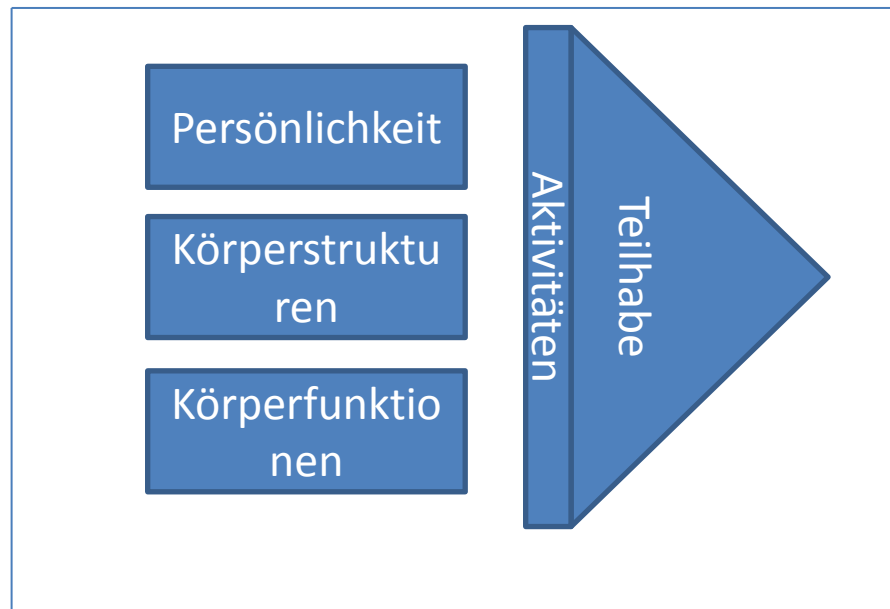 Persönlichkeit
Körperstruktu
ren
Körperfunktio
nen
Aktivitäten
Teilhabe